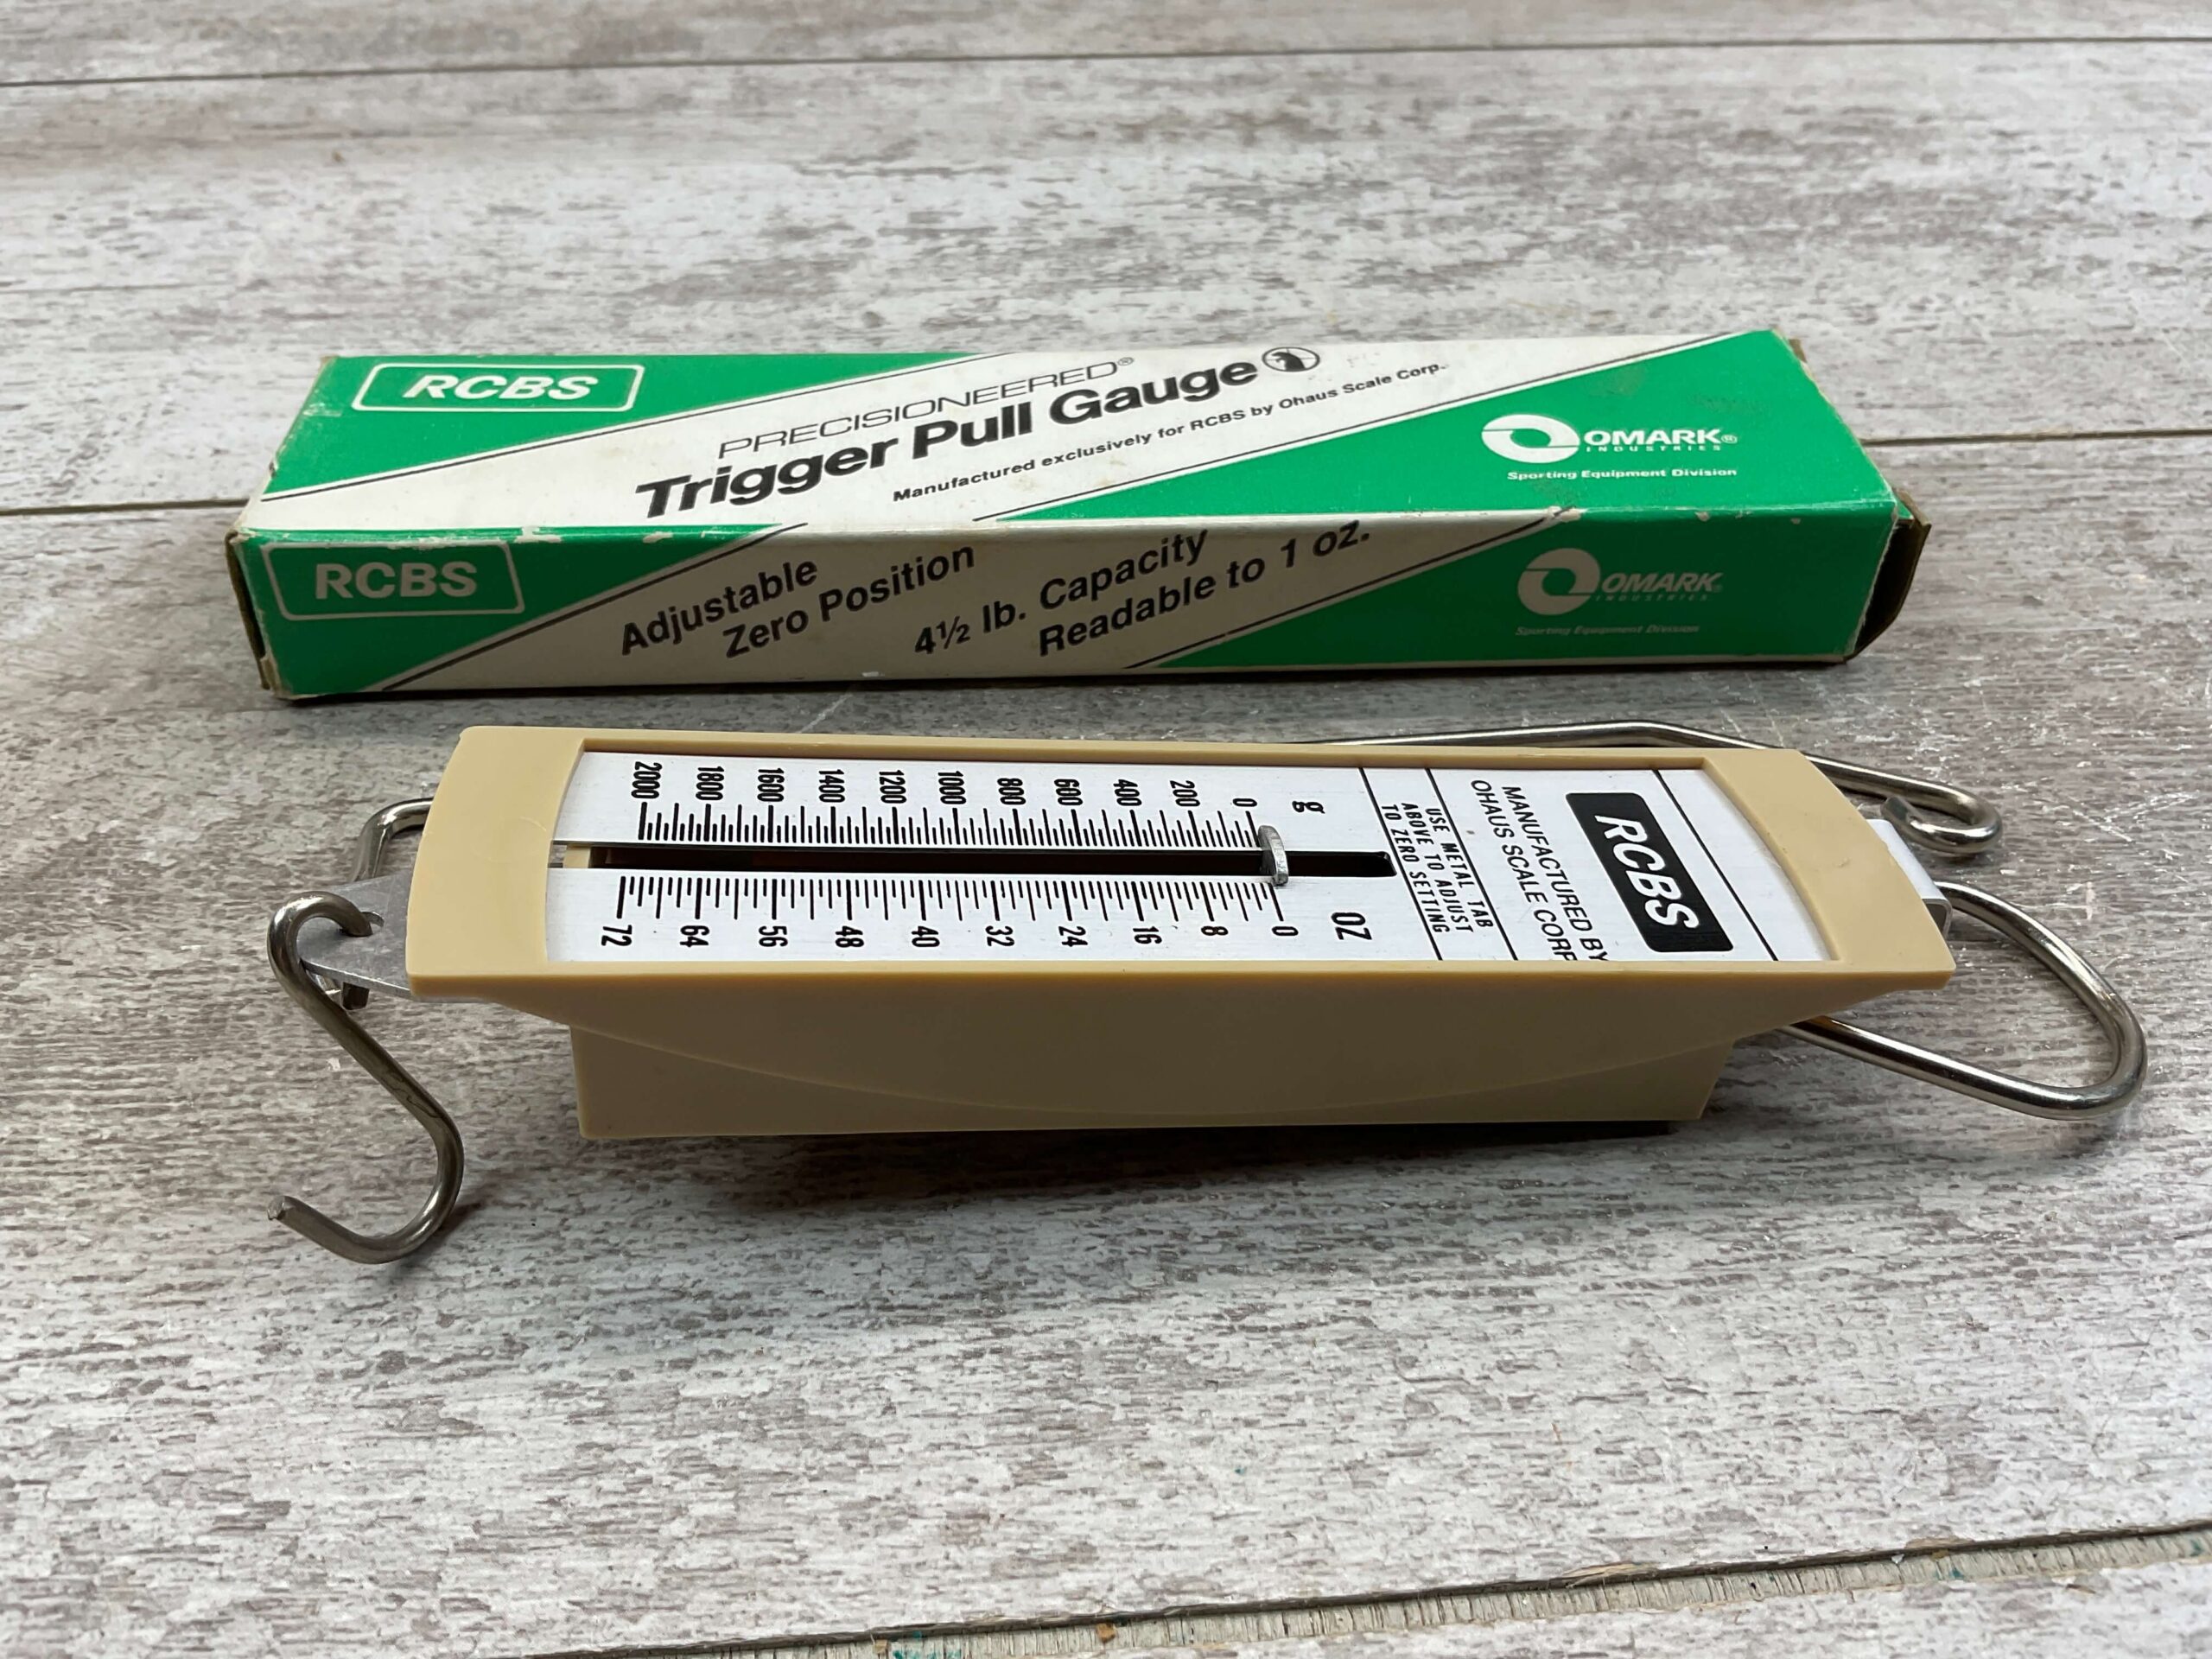 RCBS
PRECISIONEERED®
Trigger Pull Gauge
Manufactured exclusively for RCBS by Ohaus Scale Corp.
OMARK®
INDUSTRIES
Sporting Equipment Division
RCBS
Adjustable
Zero Position
4½ lb. Capacity
Readable to 1 oz.
OMARK®
INDUSTRIES
Sporting Equipment Division
2000 1800 1600 1400 1200 1000 800 600 400 200 0 g
72 64 56 48 40 32 24 16 8 0 OZ
USE METAL TAB
ABOVE TO ADJUST
TO ZERO SETTING
MANUFACTURED BY
OHAUS SCALE CORP
RCBS